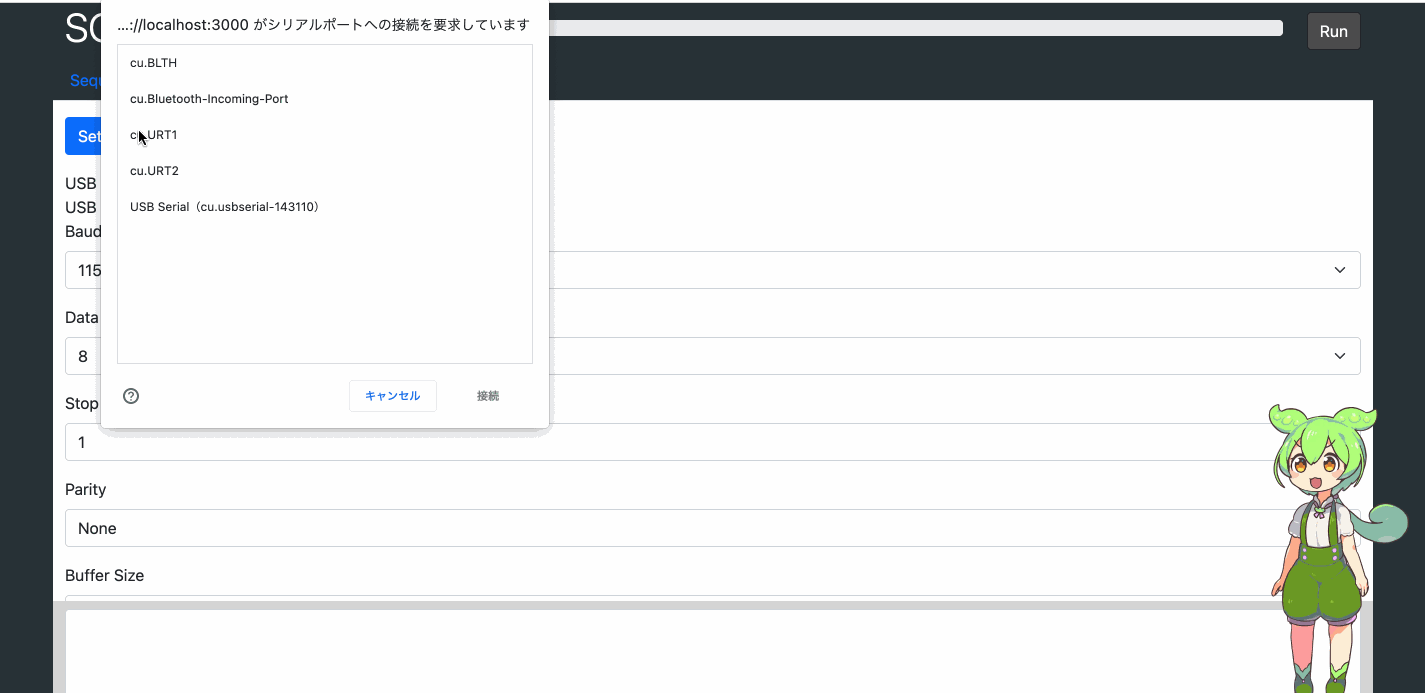 ...://localhost:3000 がシリアルポートへの接続を要求しています
Run
cu.BLTH
cu.Bluetooth-Incoming-Port
cu.URT1
cu.URT2
USB Serial（cu.usbserial-143110）
キャンセル
接続
Set
USB
USB
Baud
115
Data
8
Stop
1
Parity
None
Buffer Size